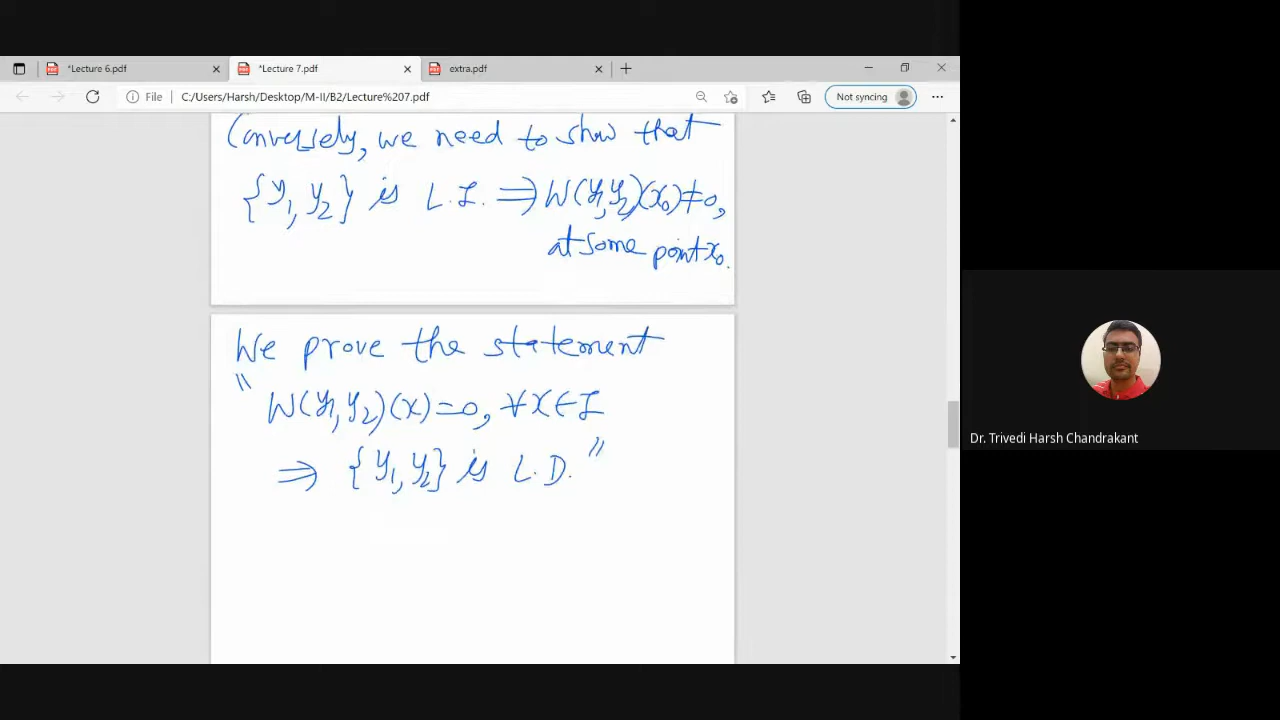 *Lecture 6.pdf
*Lecture 7.pdf
extra.pdf
File
C:/Users/Harsh/Desktop/M-II/B2/Lecture%207.pdf
Not syncing
Conversely, we need to show that
{y₁, y₂} is L.I. ⇒ W(y₁,y₂)(x₀)≠0,
at some point x₀.
We prove the statement
"W(y₁,y₂)(x)=0, ∀x∈I
⇒ {y₁,y₂} is L.D."
Dr. Trivedi Harsh Chandrakant